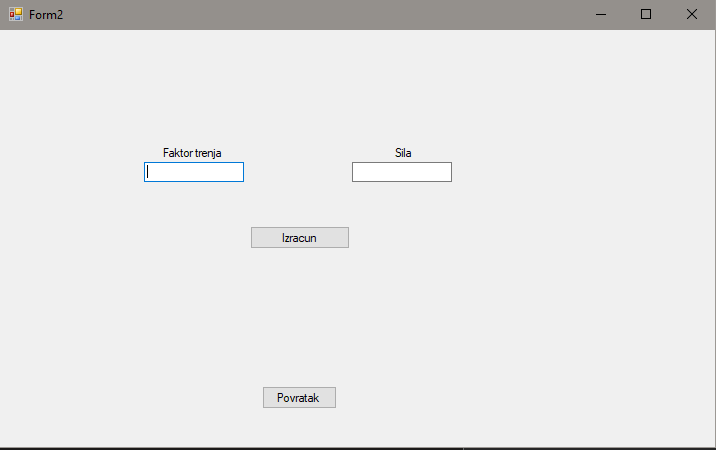 Form2
Faktor trenja
Sila
Izracun
Povratak